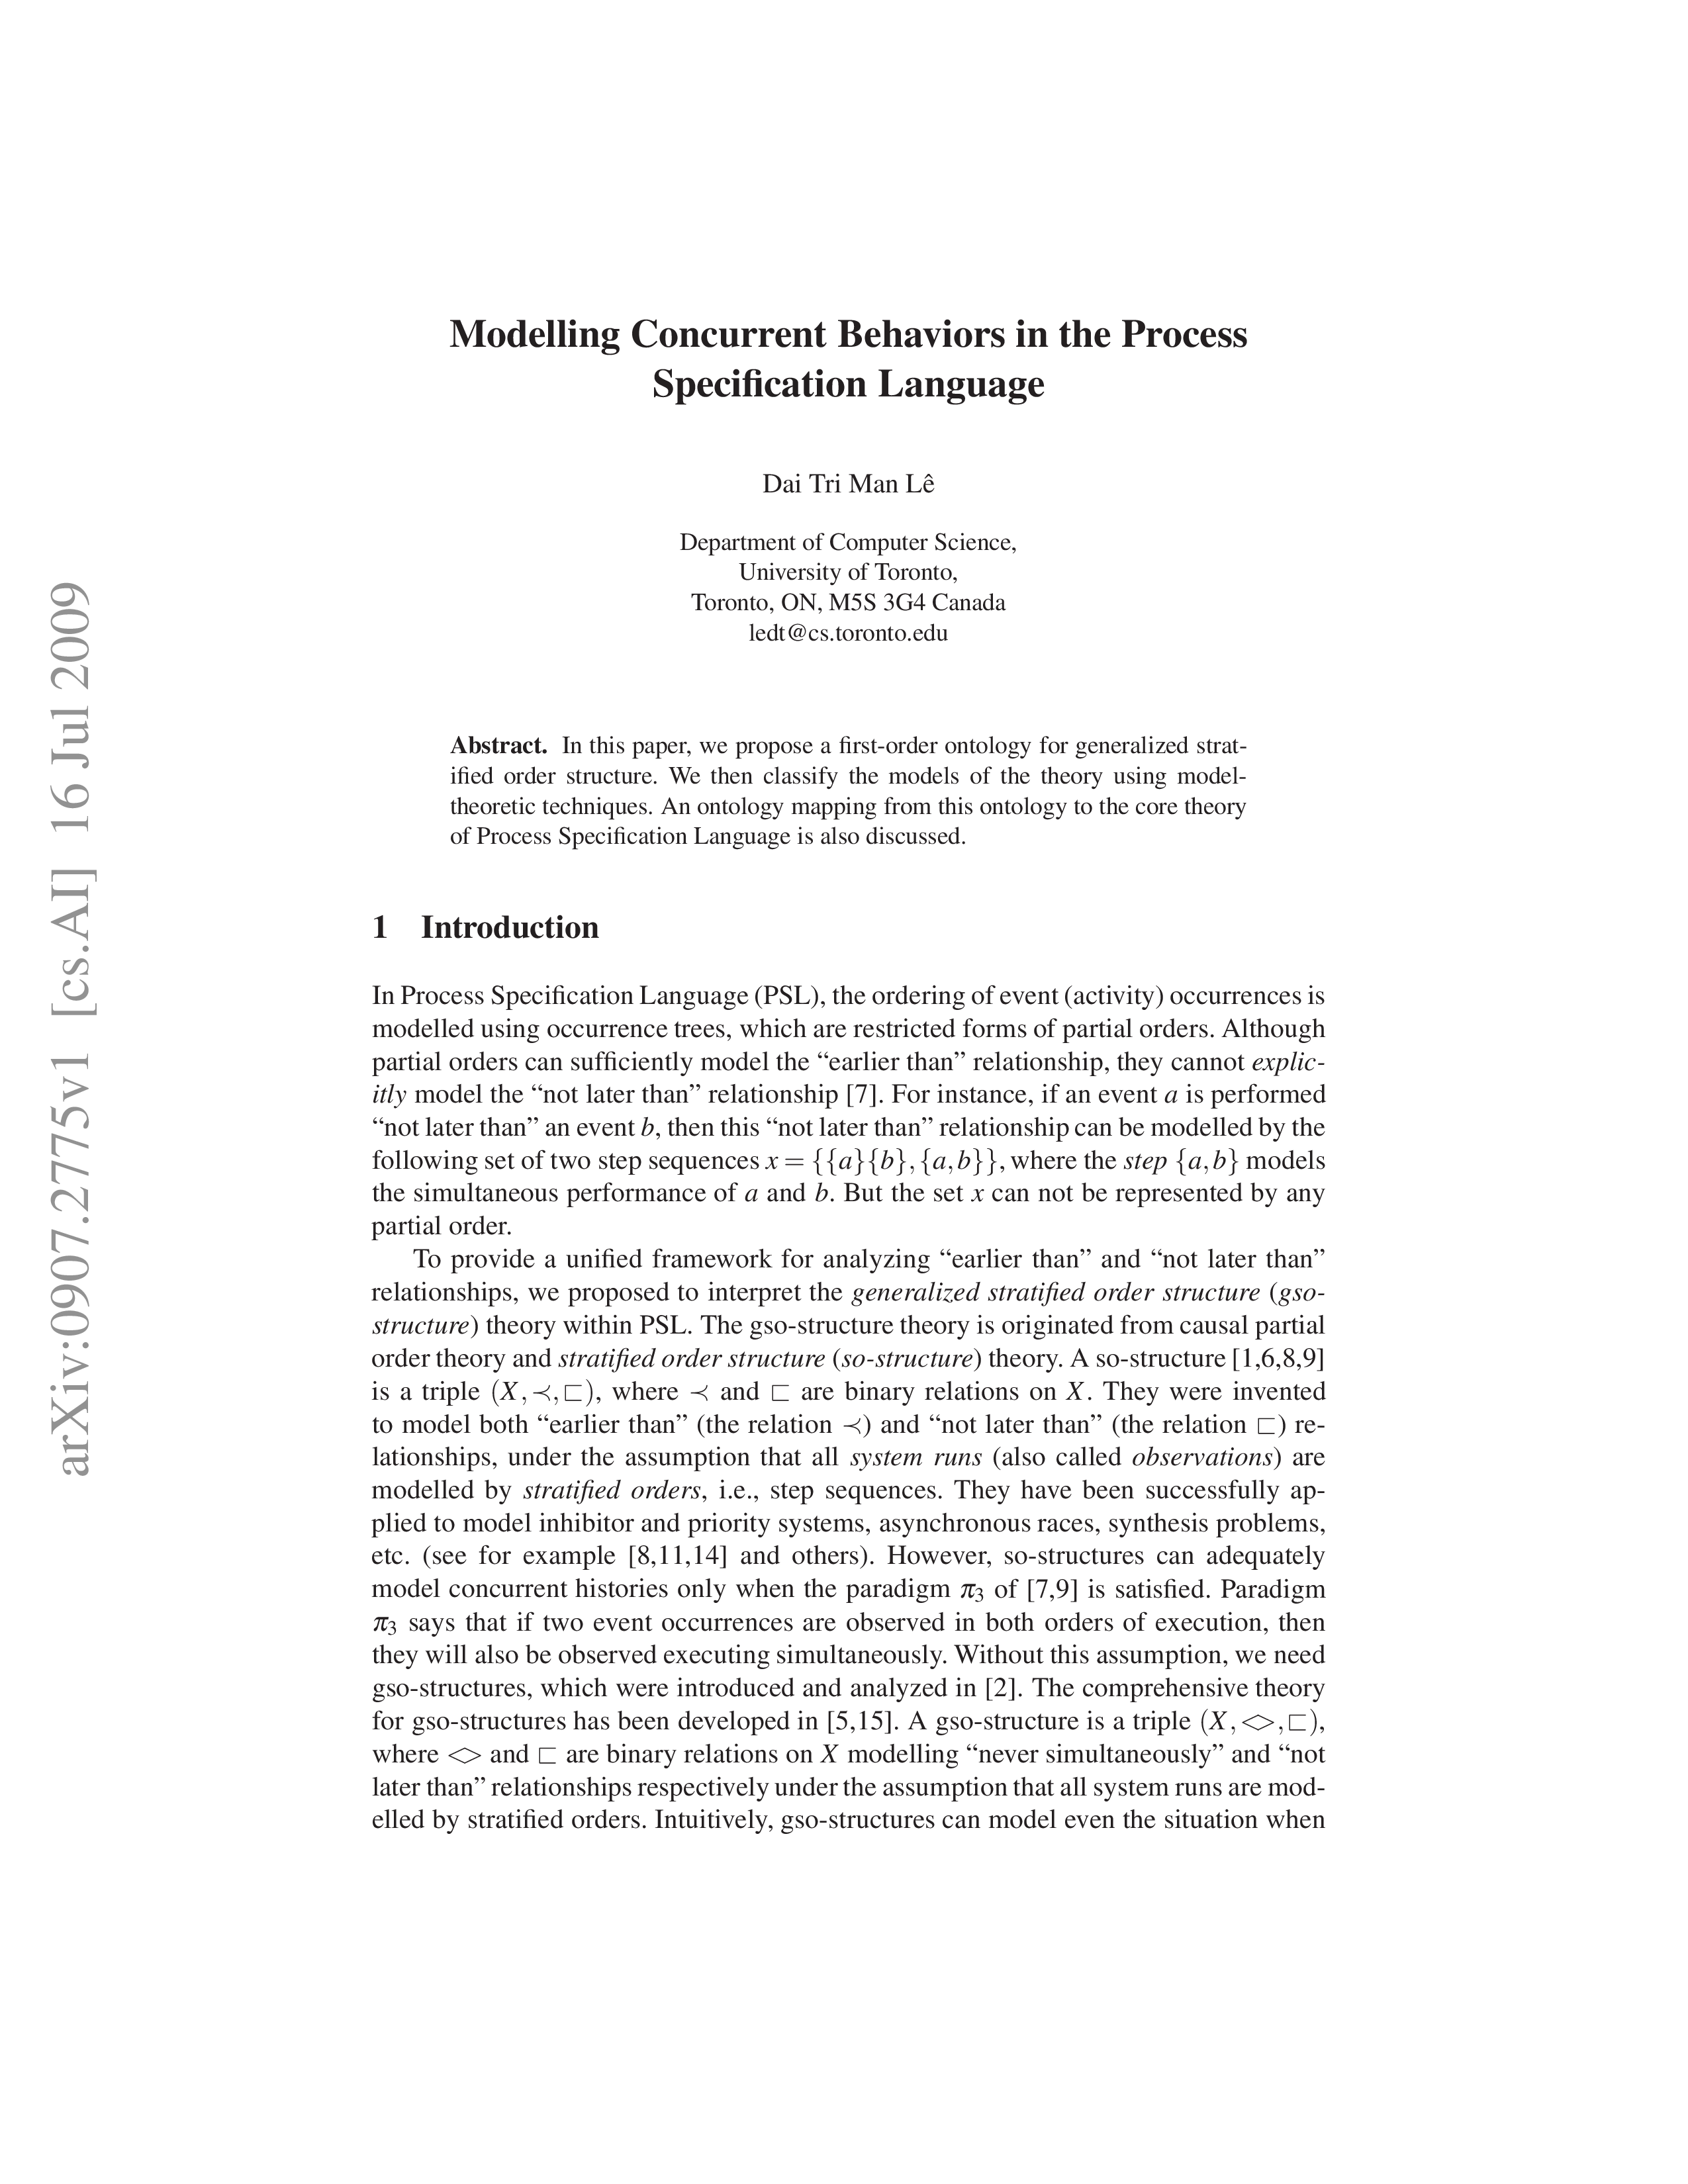 arXiv:0907.2775v1 [cs.AI] 16 Jul 2009
Modelling Concurrent Behaviors in the Process
Specification Language
Dai Tri Man Lê
Department of Computer Science,
University of Toronto,
Toronto, ON, M5S 3G4 Canada
ledt@cs.toronto.edu
Abstract. In this paper, we propose a first-order ontology for generalized strat-
ified order structure. We then classify the models of the theory using model-
theoretic techniques. An ontology mapping from this ontology to the core theory
of Process Specification Language is also discussed.
1 Introduction
In Process Specification Language (PSL), the ordering of event (activity) occurrences is
modelled using occurrence trees, which are restricted forms of partial orders. Although
partial orders can sufficiently model the “earlier than” relationship, they cannot explic-
itly model the “not later than” relationship [7]. For instance, if an event a is performed
“not later than” an event b, then this “not later than” relationship can be modelled by the
following set of two step sequences x = {{a}{b},{a,b}}, where the step {a,b} models
the simultaneous performance of a and b. But the set x can not be represented by any
partial order.
To provide a unified framework for analyzing “earlier than” and “not later than”
relationships, we proposed to interpret the generalized stratified order structure (gso-
structure) theory within PSL. The gso-structure theory is originated from causal partial
order theory and stratified order structure (so-structure) theory. A so-structure [1,6,8,9]
is a triple (X,≺,⊏), where ≺ and ⊏ are binary relations on X. They were invented
to model both “earlier than” (the relation ≺) and “not later than” (the relation ⊏) re-
lationships, under the assumption that all system runs (also called observations) are
modelled by stratified orders, i.e., step sequences. They have been successfully ap-
plied to model inhibitor and priority systems, asynchronous races, synthesis problems,
etc. (see for example [8,11,14] and others). However, so-structures can adequately
model concurrent histories only when the paradigm π3 of [7,9] is satisfied. Paradigm
π3 says that if two event occurrences are observed in both orders of execution, then
they will also be observed executing simultaneously. Without this assumption, we need
gso-structures, which were introduced and analyzed in [2]. The comprehensive theory
for gso-structures has been developed in [5,15]. A gso-structure is a triple (X,<>,⊏),
where <> and ⊏ are binary relations on X modelling “never simultaneously” and “not
later than” relationships respectively under the assumption that all system runs are mod-
elled by stratified orders. Intuitively, gso-structures can model even the situation when